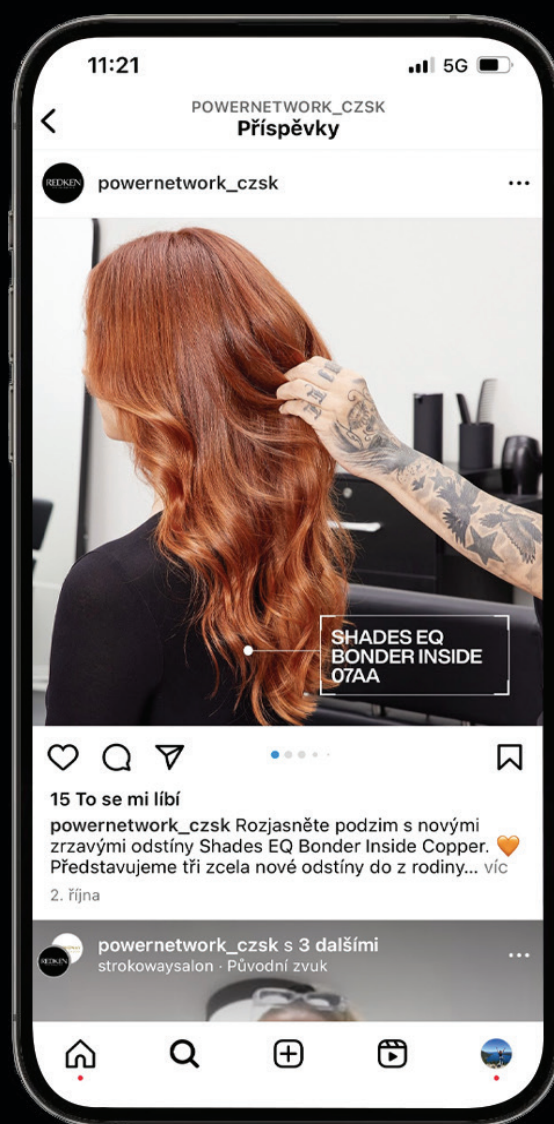 11:21
5G
POWERNETWORK_CZSK
Příspěvky
REDKEN
powernetwork_czsk
SHADES EQ
BONDER INSIDE
07AA
15 To se mi líbí
powernetwork_czsk Rozjasněte podzim s novými
zrzavými odstíny Shades EQ Bonder Inside Copper. 🧡
Představujeme tři zcela nové odstíny do z rodiny... víc
2. října
REDKEN
powernetwork_czsk s 3 dalšími
strokowaysalon · Původní zvuk